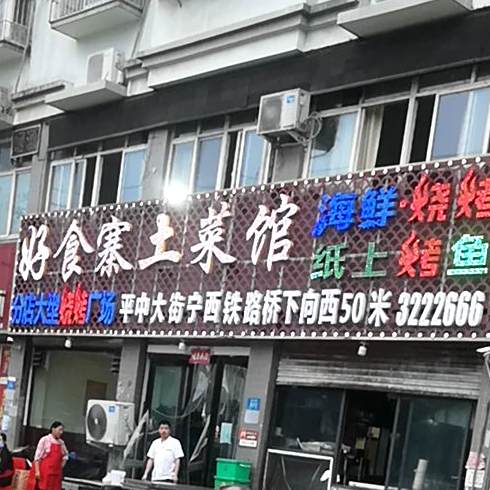 好食寨土菜馆
海鲜·烧烤
纸上烤鱼
分店大型烧烤广场 平中大街宁西铁路桥下向西50米 3222666